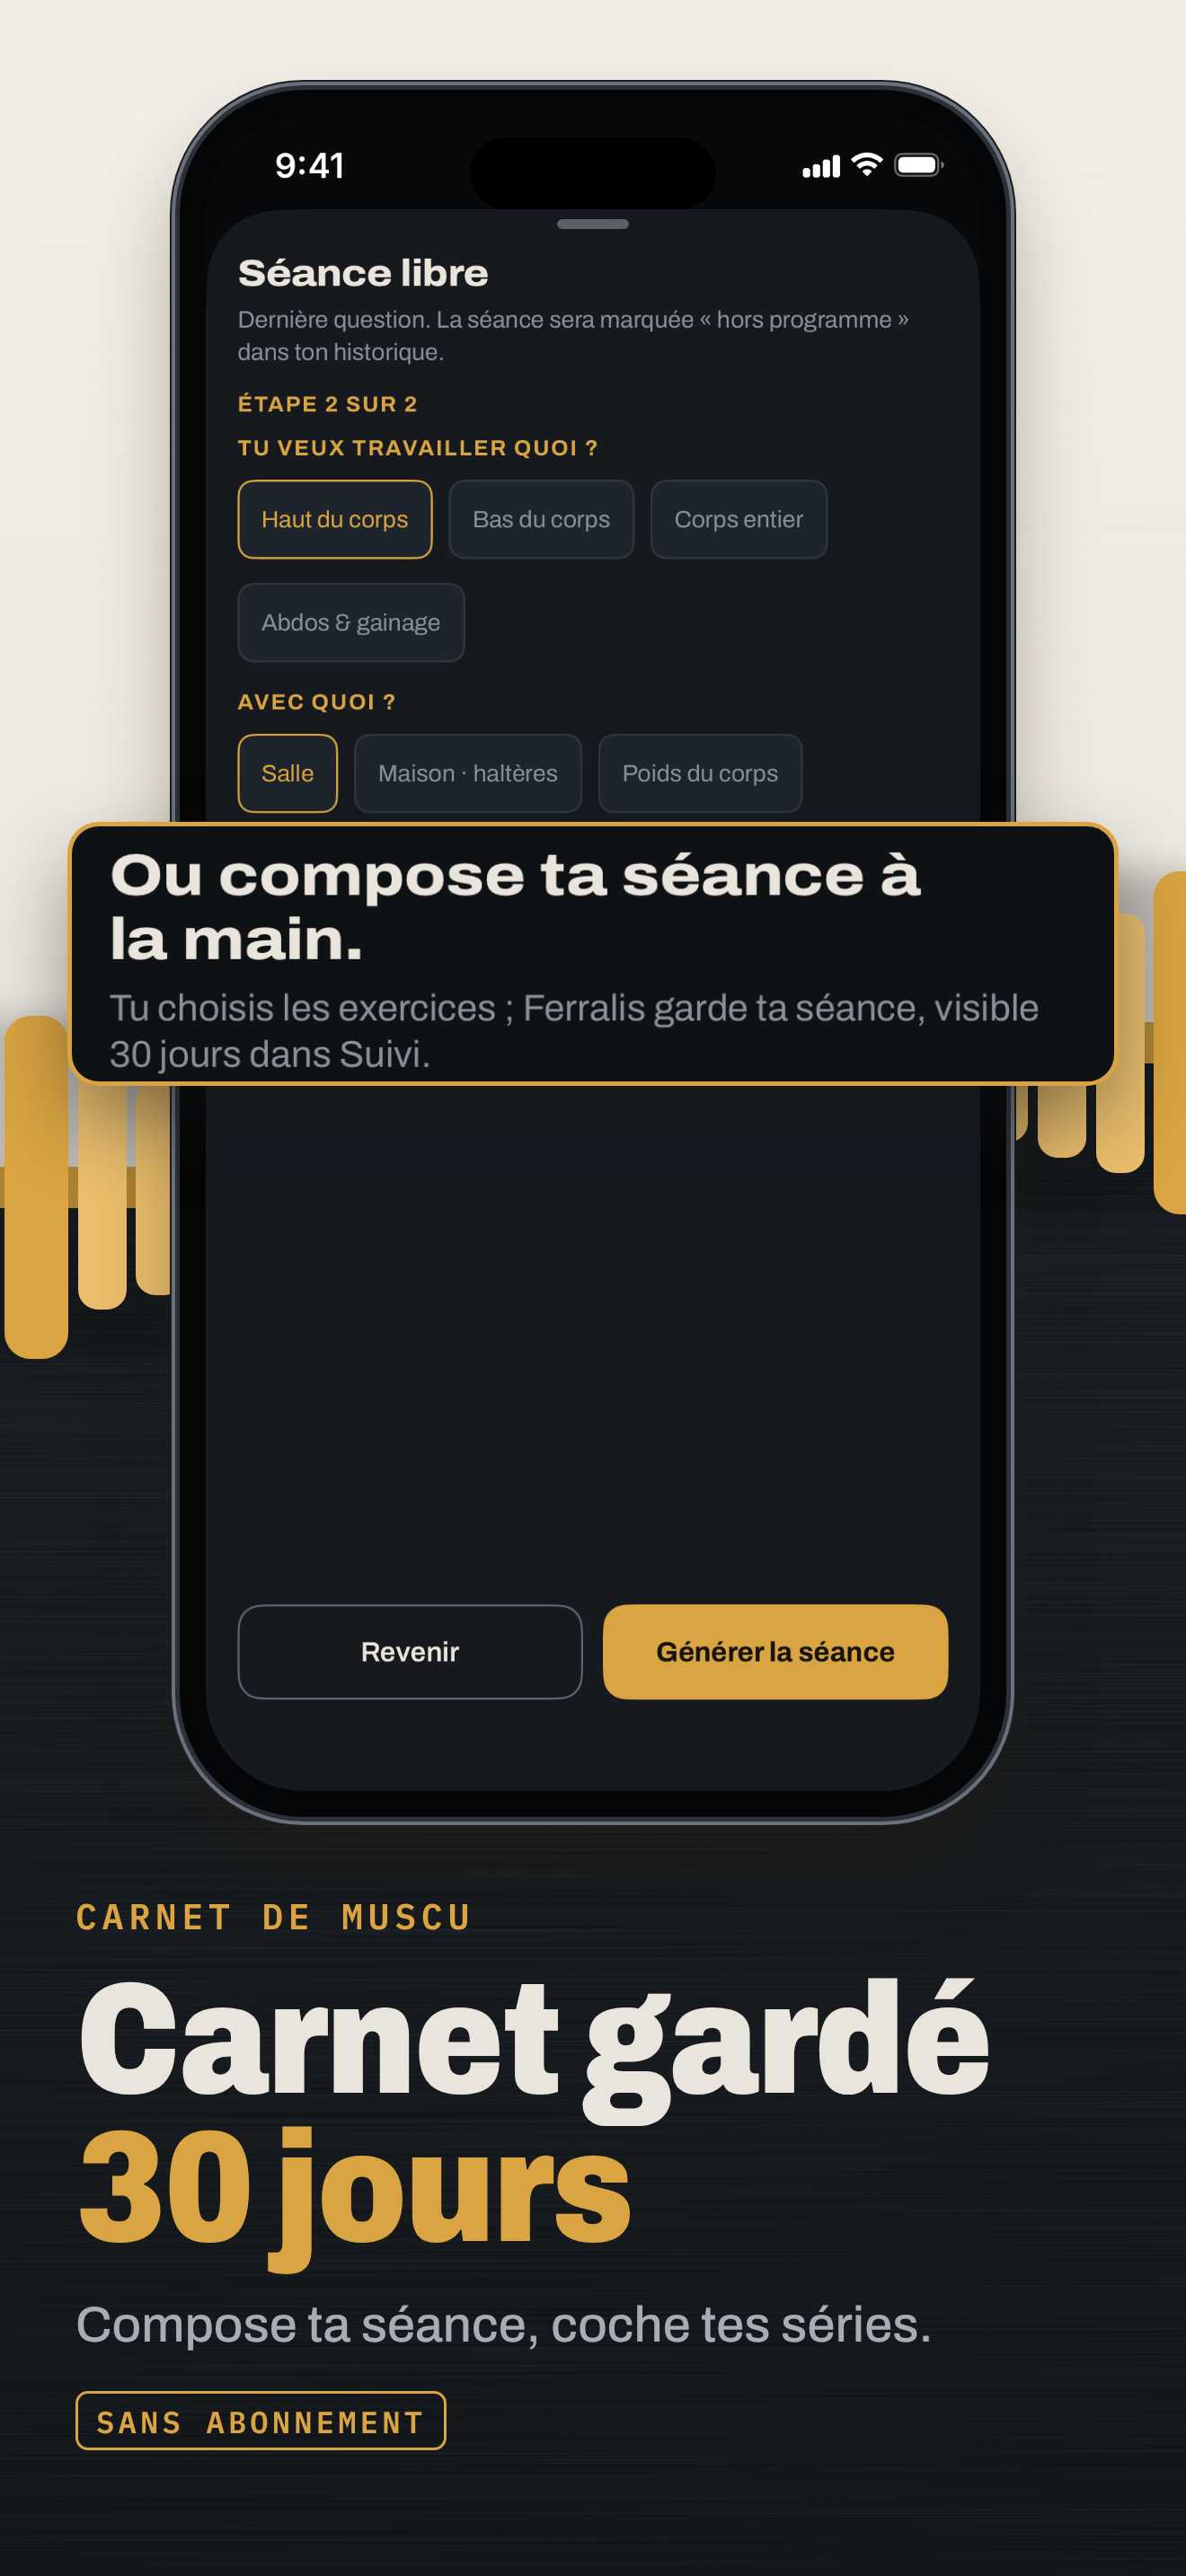 9:41
Séance libre
Dernière question. La séance sera marquée « hors programme »
dans ton historique.
ÉTAPE 2 SUR 2
TU VEUX TRAVAILLER QUOI ?
Haut du corps
Bas du corps
Corps entier
Abdos & gainage
AVEC QUOI ?
Salle
Maison · haltères
Poids du corps
Ou compose ta séance à
la main.
Tu choisis les exercices ; Ferralis garde ta séance, visible
30 jours dans Suivi.
Revenir
Générer la séance
CARNET DE MUSCU
Carnet gardé
30 jours
Compose ta séance, coche tes séries.
SANS ABONNEMENT